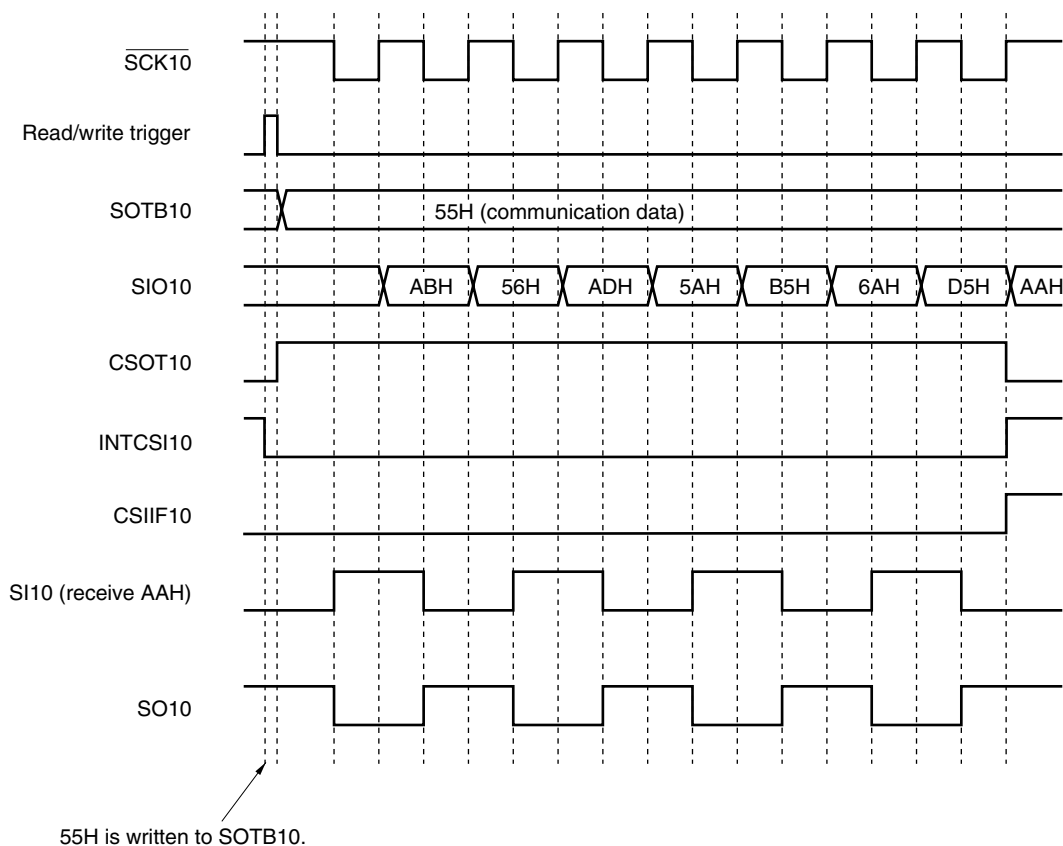 SCK10
Read/write trigger
SOTB10
55H (communication data)
SIO10
ABH
56H
ADH
5AH
B5H
6AH
D5H
AAH
CSOT10
INTCSI10
CSIIF10
SI10 (receive AAH)
SO10
55H is written to SOTB10.